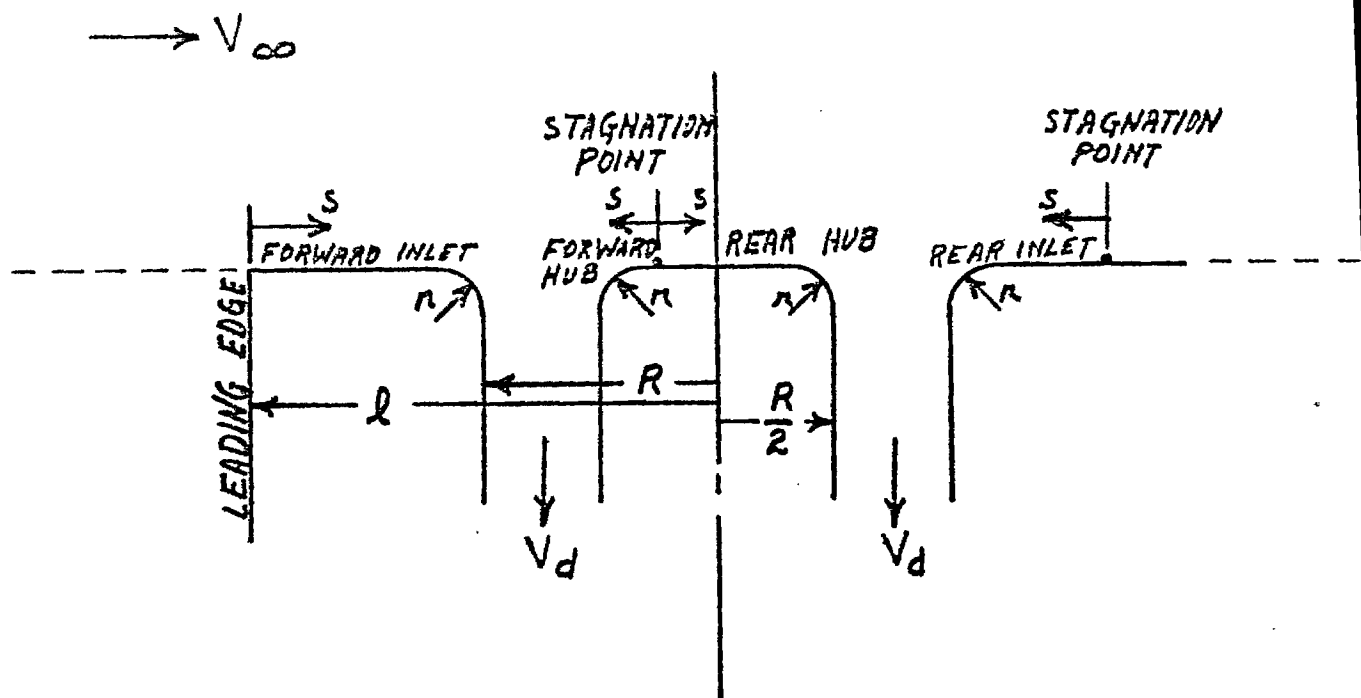 V∞
STAGNATION
POINT
STAGNATION
POINT
S
S
S
S
FORWARD INLET
FORWARD
HUB
REAR HUB
REAR INLET
r
r
r
r
LEADING EDGE
R
l
R
2
Vd
Vd